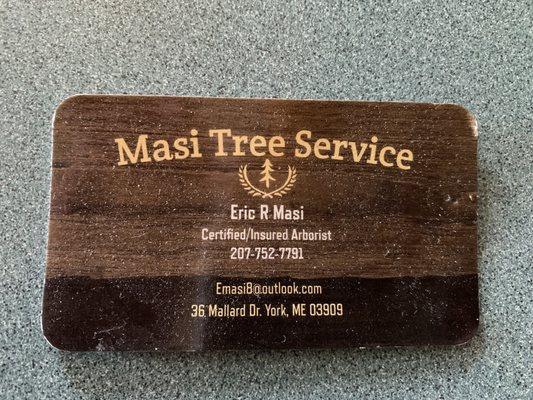 Masi Tree Service
Eric R Masi
Certified/Insured Arborist
207-752-7791
Emasi8@outlook.com
36 Mallard Dr. York, ME 03909